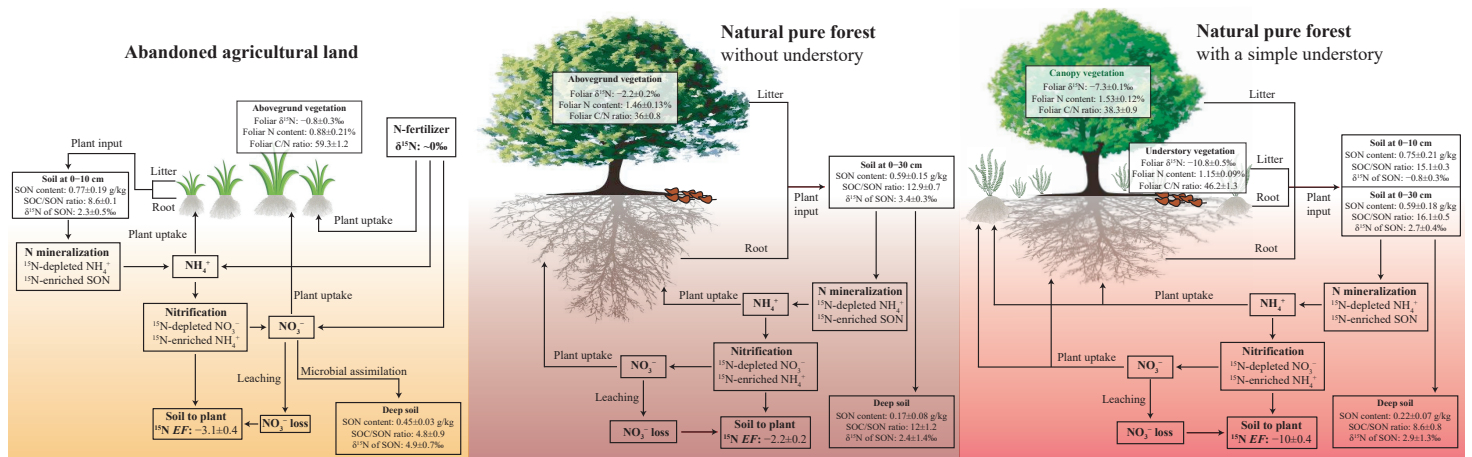 Abandoned agricultural land
Abovegrund vegetation
Foliar δ¹⁵N: −0.8±0.3‰
Foliar N content: 0.88±0.21%
Foliar C/N ratio: 59.3±1.2
N-fertilizer
δ¹⁵N: ~0‰
Plant input
Litter
Root
Soil at 0−10 cm
SON content: 0.77±0.19 g/kg
SOC/SON ratio: 8.6±0.1
δ¹⁵N of SON: 2.3±0.5‰
Plant uptake
Plant uptake
N mineralization
¹⁵N-depleted NH₄⁺
¹⁵N-enriched SON
NH₄⁺
Plant uptake
Nitrification
¹⁵N-depleted NO₃⁻
¹⁵N-enriched NH₄⁺
NO₃⁻
Leaching
Microbial assimilation
Soil to plant
¹⁵N EF: −3.1±0.4
NO₃⁻ loss
Deep soil
SON content: 0.45±0.03 g/kg
SOC/SON ratio: 4.8±0.9
δ¹⁵N of SON: 4.9±0.7‰
Natural pure forest
without understory
Abovegrund vegetation
Foliar δ¹⁵N: −2.2±0.2‰
Foliar N content: 1.46±0.13%
Foliar C/N ratio: 36±0.8
Litter
Soil at 0−30 cm
SON content: 0.59±0.15 g/kg
SOC/SON ratio: 12.9±0.7
δ¹⁵N of SON: 3.4±0.3‰
Plant
input
Root
Plant uptake
NH₄⁺
N mineralization
¹⁵N-depleted NH₄⁺
¹⁵N-enriched SON
Plant uptake
NO₃⁻
Nitrification
¹⁵N-depleted NO₃⁻
¹⁵N-enriched NH₄⁺
Leaching
NO₃⁻ loss
Soil to plant
¹⁵N EF: −2.2±0.2
Deep soil
SON content: 0.17±0.08 g/kg
SOC/SON ratio: 12±1.2
δ¹⁵N of SON: 2.4±1.4‰
Natural pure forest
with a simple understory
Canopy vegetation
Foliar δ¹⁵N: −7.3±0.1‰
Foliar N content: 1.53±0.12%
Foliar C/N ratio: 38.3±0.9
Litter
Understory vegetation
Foliar δ¹⁵N: −10.8±0.5‰
Foliar N content: 1.15±0.09%
Foliar C/N ratio: 46.2±1.3
Litter
Root
Soil at 0−10 cm
SON content: 0.75±0.21 g/kg
SOC/SON ratio: 15.1±0.3
δ¹⁵N of SON: −0.8±0.3‰
Soil at 0−30 cm
SON content: 0.59±0.18 g/kg
SOC/SON ratio: 16.1±0.5
δ¹⁵N of SON: 2.7±0.4‰
Plant
input
Root
Plant uptake
NH₄⁺
N mineralization
¹⁵N-depleted NH₄⁺
¹⁵N-enriched SON
Plant uptake
NO₃⁻
Nitrification
¹⁵N-depleted NO₃⁻
¹⁵N-enriched NH₄⁺
Leaching
NO₃⁻ loss
Soil to plant
¹⁵N EF: −10±0.4
Deep soil
SON content: 0.22±0.07 g/kg
SOC/SON ratio: 8.6±0.8
δ¹⁵N of SON: 2.9±1.3‰